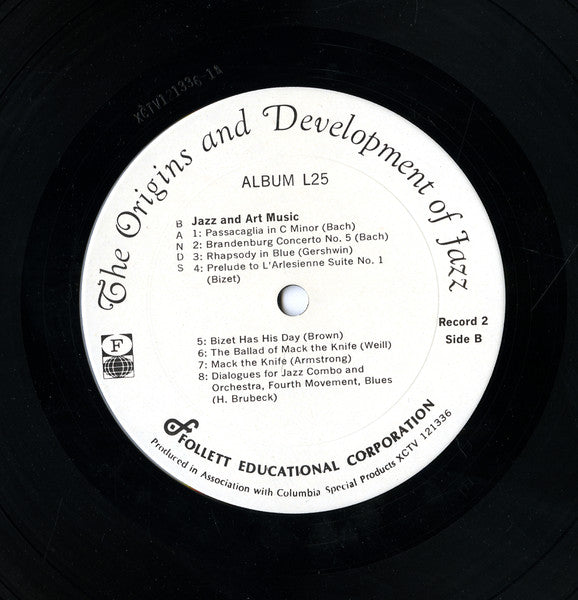 XCTV1 1336-1A
The Origins and Development of Jazz
ALBUM L25
BANDS
Jazz and Art Music
1: Passacaglia in C Minor (Bach)
2: Brandenburg Concerto No. 5 (Bach)
3: Rhapsody in Blue (Gershwin)
4: Prelude to L'Arlesienne Suite No. 1
(Bizet)
Record 2
Side B
F
5: Bizet Has His Day (Brown)
6: The Ballad of Mack the Knife (Weill)
7: Mack the Knife (Armstrong)
8: Dialogues for Jazz Combo and
Orchestra, Fourth Movement, Blues
(H. Brubeck)
FOLLETT EDUCATIONAL CORPORATION
Produced in Association with Columbia Special Products XCTV 121336